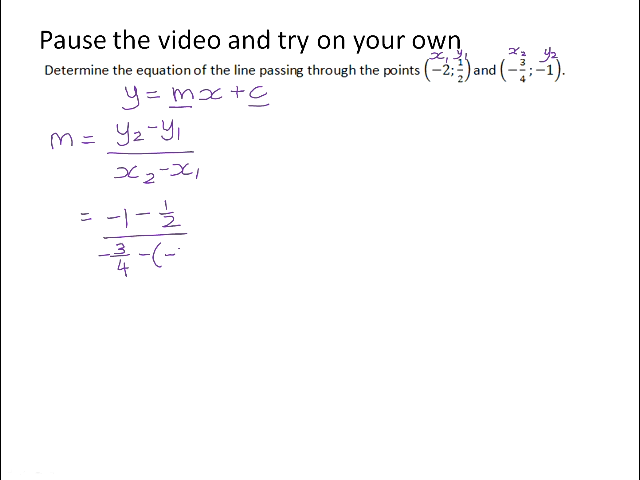 Pause the video and try on your own
x₁ y₁ x₂ y₂
Determine the equation of the line passing through the points (−2; 1/2) and (−3/4; −1).
y = mx + c
m = (y₂ − y₁)/(x₂ − x₁)
= (−1 − 1/2)/(−3/4 − (−